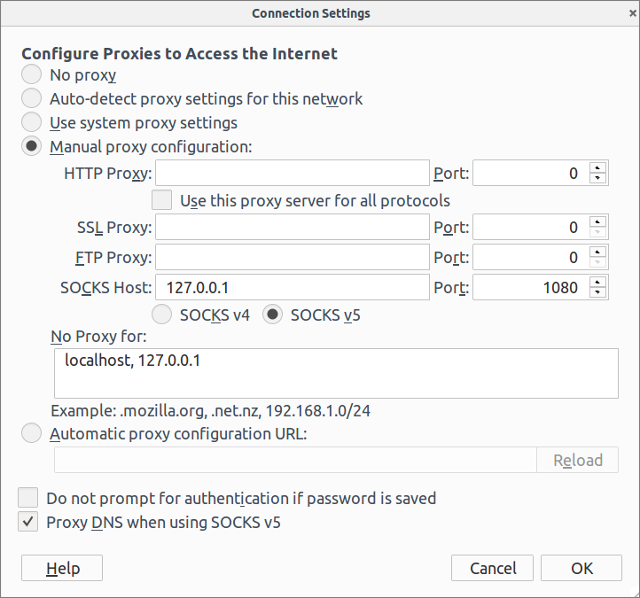 Connection Settings
Configure Proxies to Access the Internet
No proxy
Auto-detect proxy settings for this network
Use system proxy settings
Manual proxy configuration:
HTTP Proxy: Port: 0
Use this proxy server for all protocols
SSL Proxy: Port: 0
FTP Proxy: Port: 0
SOCKS Host: 127.0.0.1 Port: 1080
SOCKS v4 SOCKS v5
No Proxy for:
localhost, 127.0.0.1
Example: .mozilla.org, .net.nz, 192.168.1.0/24
Automatic proxy configuration URL:
Reload
Do not prompt for authentication if password is saved
Proxy DNS when using SOCKS v5
Help Cancel OK